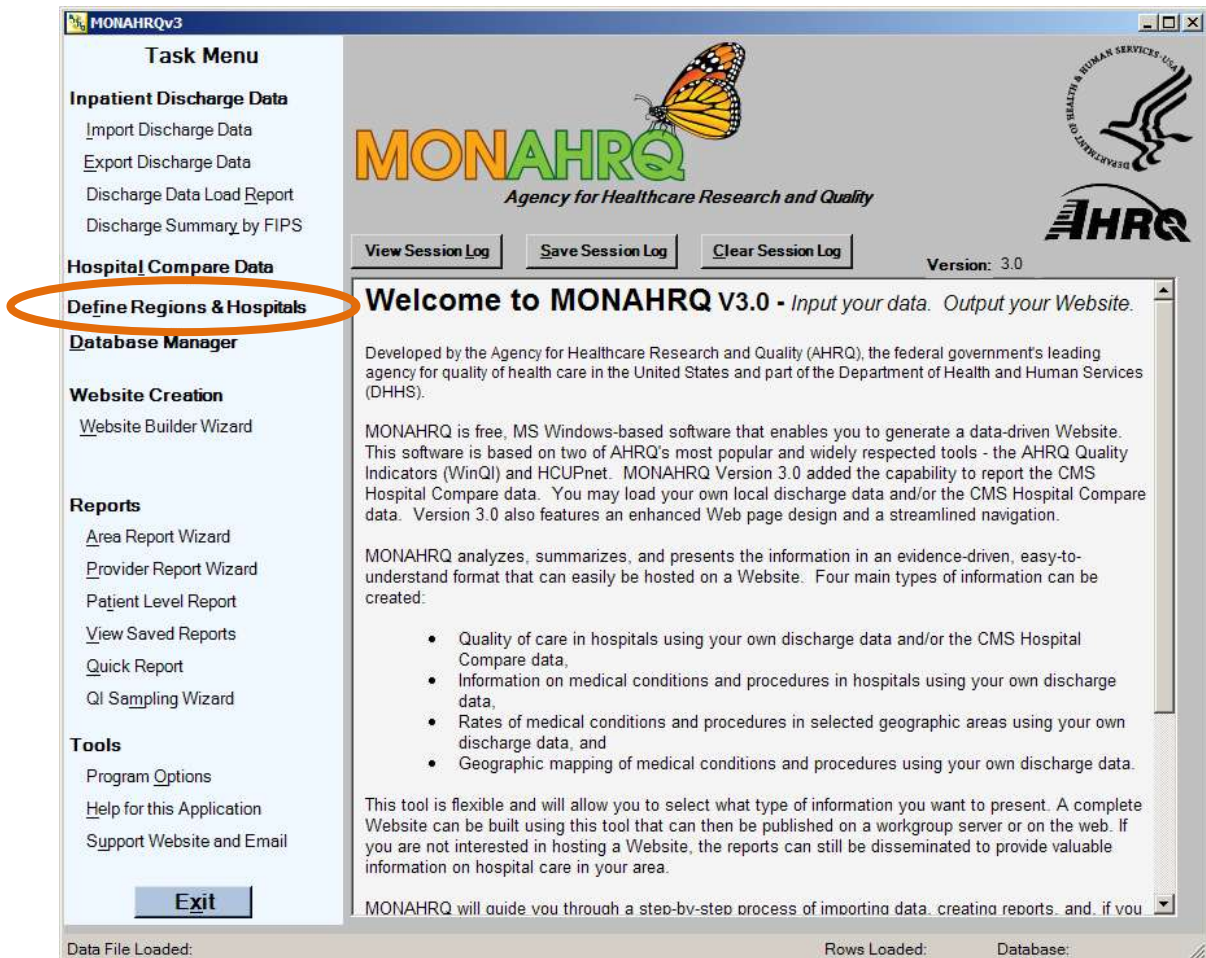 MONAHRQv3
Task Menu
Inpatient Discharge Data
Import Discharge Data
Export Discharge Data
Discharge Data Load Report
Discharge Summary by FIPS
Hospital Compare Data
Define Regions & Hospitals
Database Manager
Website Creation
Website Builder Wizard
Reports
Area Report Wizard
Provider Report Wizard
Patient Level Report
View Saved Reports
Quick Report
QI Sampling Wizard
Tools
Program Options
Help for this Application
Support Website and Email
Exit
MONAHRQ
Agency for Healthcare Research and Quality
DEPARTMENT OF HEALTH & HUMAN SERVICES·USA
AHRQ
View Session Log
Save Session Log
Clear Session Log
Version: 3.0
Welcome to MONAHRQ V3.0 - Input your data. Output your Website.
Developed by the Agency for Healthcare Research and Quality (AHRQ), the federal government's leading
agency for quality of health care in the United States and part of the Department of Health and Human Services
(DHHS).
MONAHRQ is free, MS Windows-based software that enables you to generate a data-driven Website.
This software is based on two of AHRQ's most popular and widely respected tools - the AHRQ Quality
Indicators (WinQI) and HCUPnet. MONAHRQ Version 3.0 added the capability to report the CMS
Hospital Compare data. You may load your own local discharge data and/or the CMS Hospital Compare
data. Version 3.0 also features an enhanced Web page design and a streamlined navigation.
MONAHRQ analyzes, summarizes, and presents the information in an evidence-driven, easy-to-
understand format that can easily be hosted on a Website. Four main types of information can be
created:
• Quality of care in hospitals using your own discharge data and/or the CMS Hospital
Compare data,
• Information on medical conditions and procedures in hospitals using your own discharge
data,
• Rates of medical conditions and procedures in selected geographic areas using your own
discharge data, and
• Geographic mapping of medical conditions and procedures using your own discharge data.
This tool is flexible and will allow you to select what type of information you want to present. A complete
Website can be built using this tool that can then be published on a workgroup server or on the web. If
you are not interested in hosting a Website, the reports can still be disseminated to provide valuable
information on hospital care in your area.
MONAHRQ will guide you through a step-by-step process of importing data, creating reports, and, if you
Data File Loaded:
Rows Loaded:
Database: